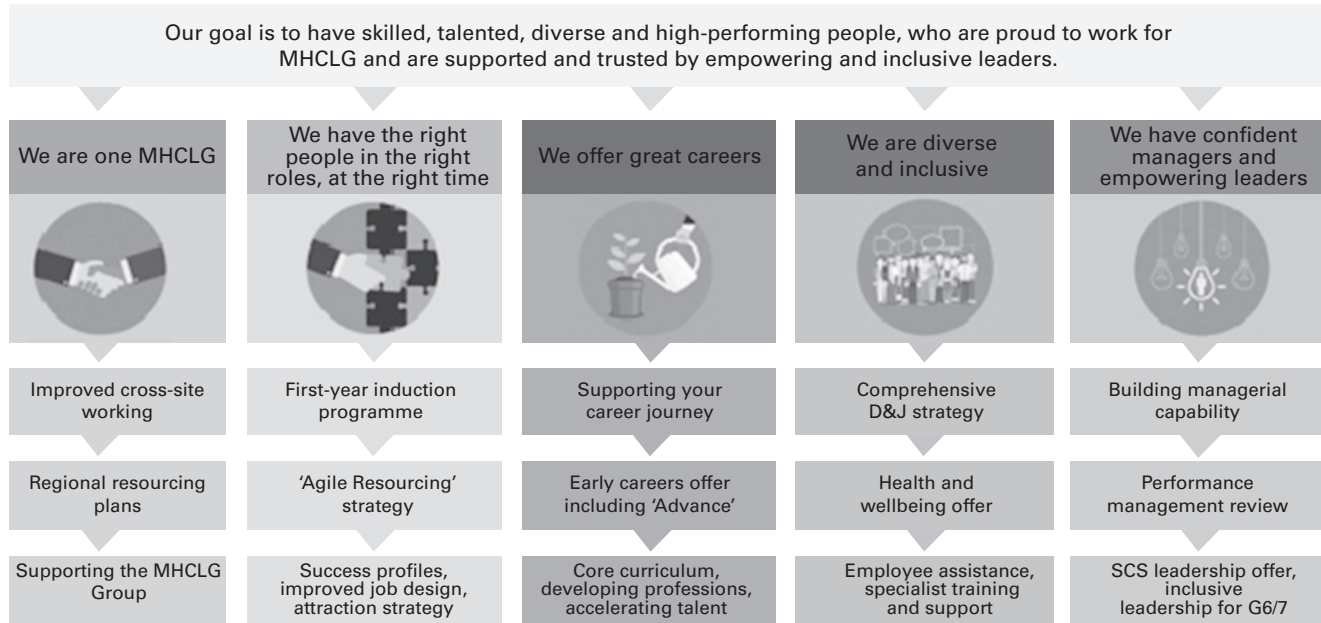 Our goal is to have skilled, talented, diverse and high-performing people, who are proud to work for
MHCLG and are supported and trusted by empowering and inclusive leaders.
We are one MHCLG
We have the right
people in the right
roles, at the right time
We offer great careers
We are diverse
and inclusive
We have confident
managers and
empowering leaders
Improved cross-site
working
First-year induction
programme
Supporting your
career journey
Comprehensive
D&J strategy
Building managerial
capability
Regional resourcing
plans
‘Agile Resourcing’
strategy
Early careers offer
including ‘Advance’
Health and
wellbeing offer
Performance
management review
Supporting the MHCLG
Group
Success profiles,
improved job design,
attraction strategy
Core curriculum,
developing professions,
accelerating talent
Employee assistance,
specialist training
and support
SCS leadership offer,
inclusive
leadership for G6/7